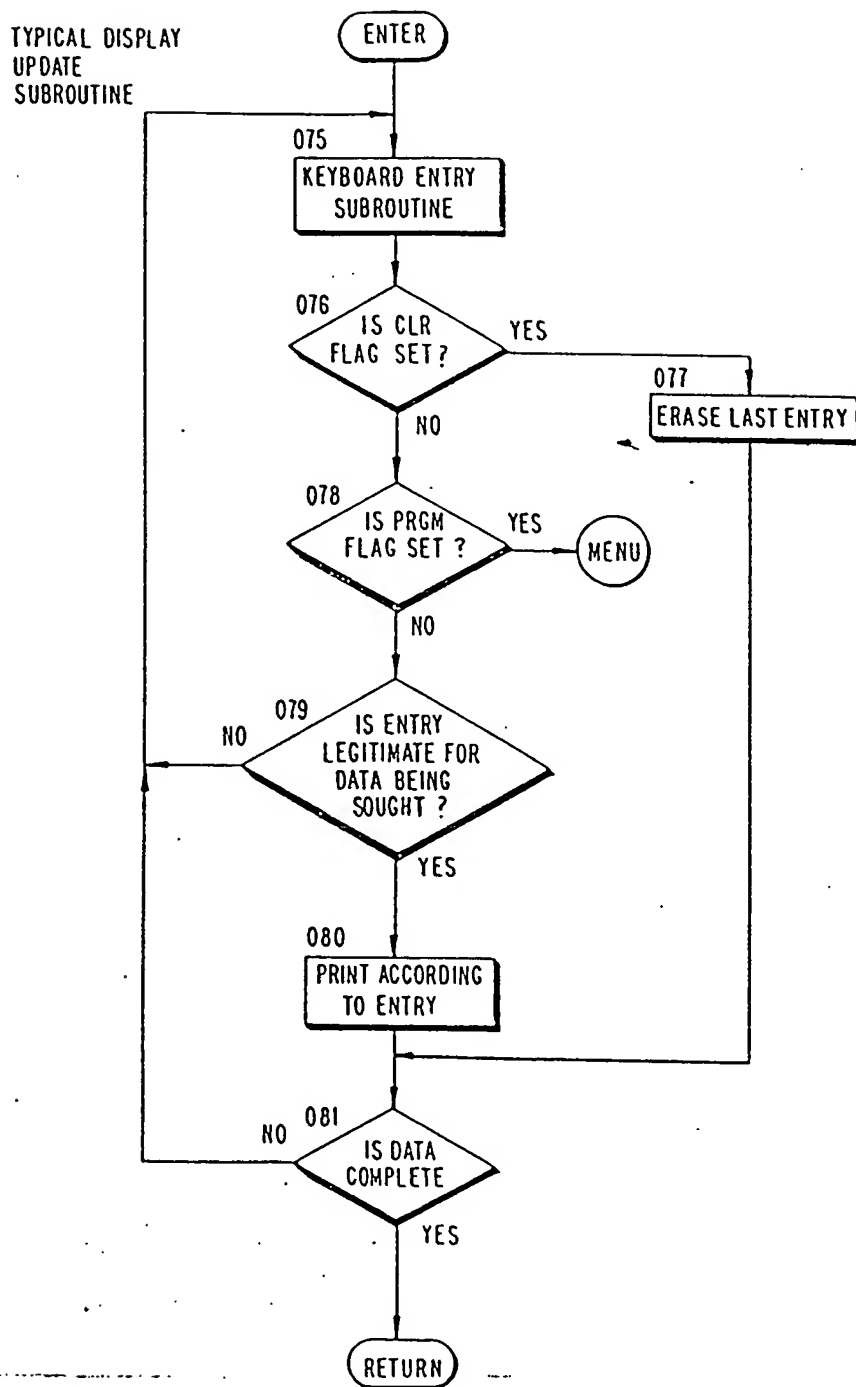 TYPICAL DISPLAY
UPDATE
SUBROUTINE
ENTER
075
KEYBOARD ENTRY
SUBROUTINE
076
IS CLR
FLAG SET?
YES
NO
077
ERASE LAST ENTRY
078
IS PRGM
FLAG SET ?
YES
MENU
NO
079
IS ENTRY
LEGITIMATE FOR
DATA BEING
SOUGHT ?
NO
YES
080
PRINT ACCORDING
TO ENTRY
081
IS DATA
COMPLETE
NO
YES
RETURN